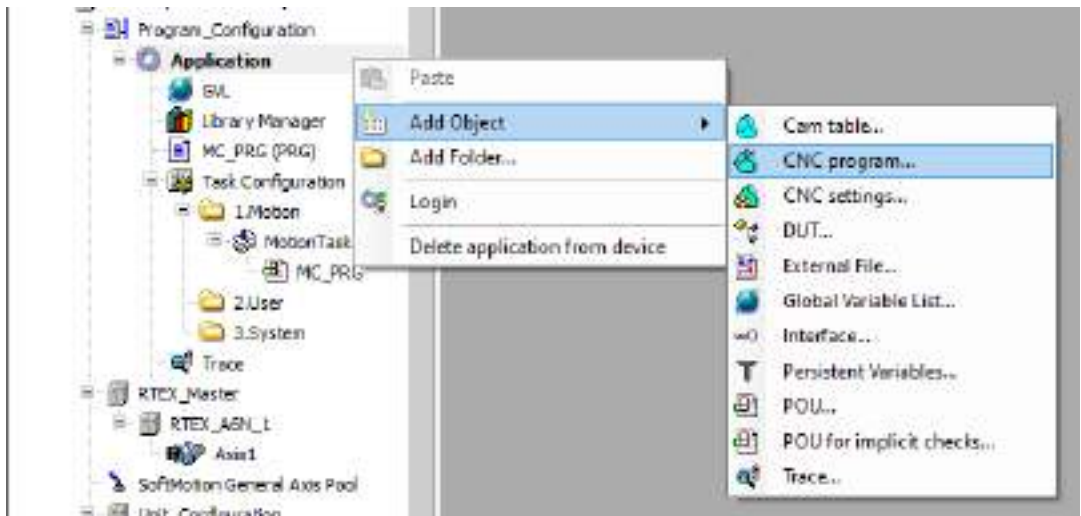 Program_Configuration
Application
GVL
Library Manager
MC_PRG (PRG)
Task Configuration
1.Motion
MotionTask
MC_PRG
2.User
3.System
Trace
RTEX_Master
RTEX_A6N_1
Axis1
SoftMotion General Axis Pool
Unit_Configuration
Paste
Add Object
Add Folder...
Login
Delete application from device
Cam table...
CNC program...
CNC settings...
DUT...
External File...
Global Variable List...
Interface...
Persistent Variables...
POU...
POU for implicit checks...
Trace...